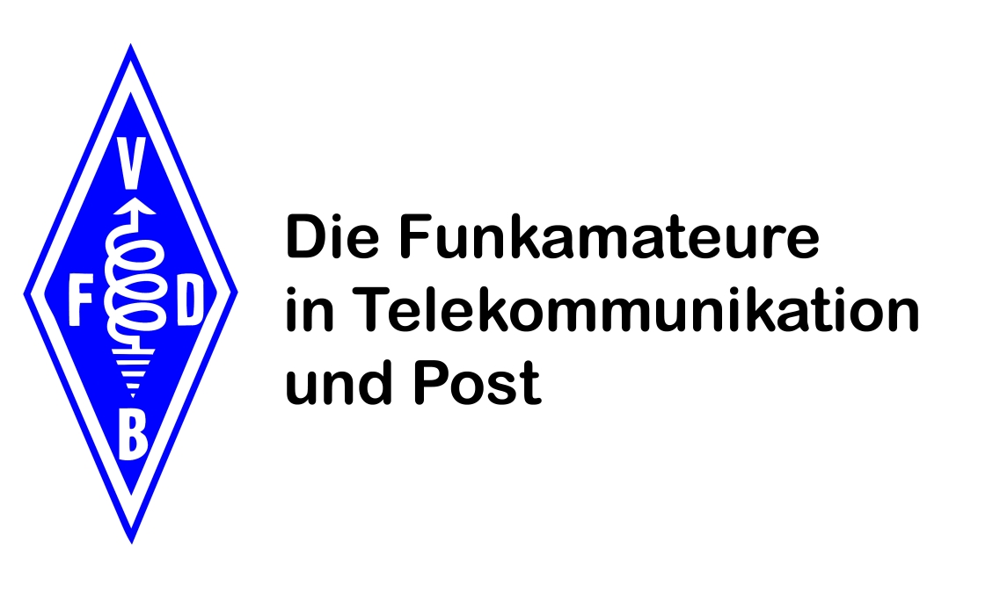 V
F D
B
Die Funkamateure
in Telekommunikation
und Post